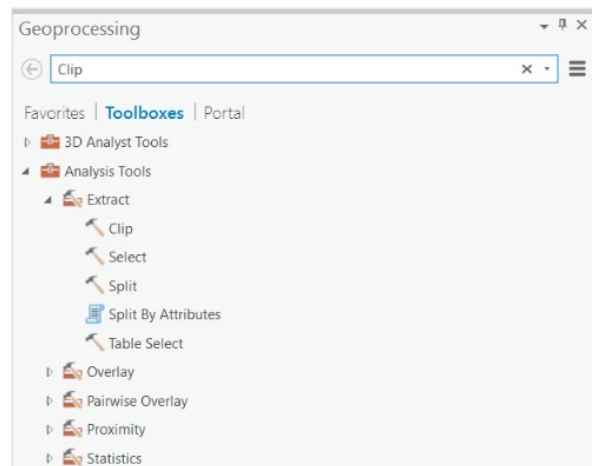 Geoprocessing
Clip
Favorites | Toolboxes | Portal
3D Analyst Tools
Analysis Tools
Extract
Clip
Select
Split
Split By Attributes
Table Select
Overlay
Pairwise Overlay
Proximity
Statistics